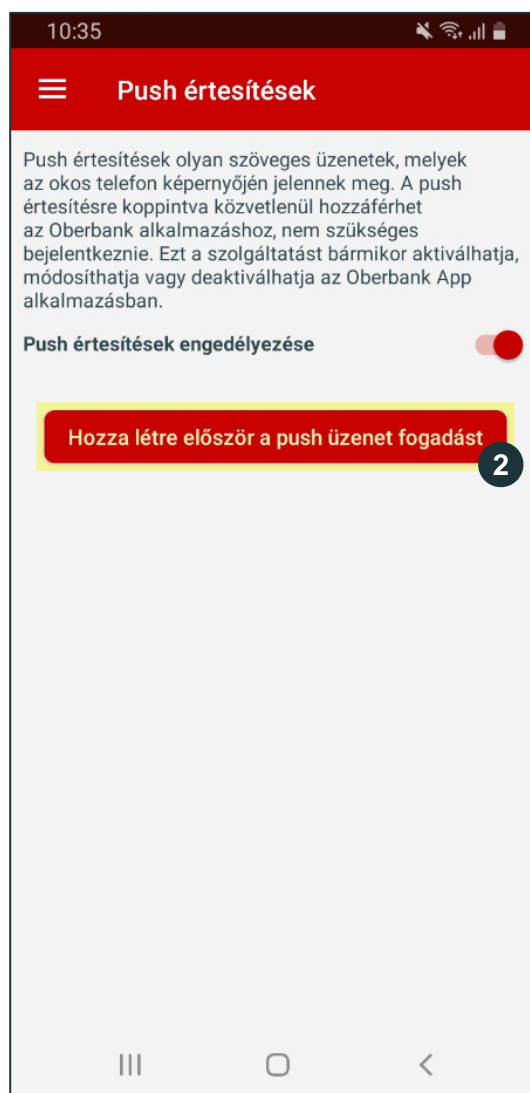 10:35
Push értesítések
Push értesítések olyan szöveges üzenetek, melyek
az okos telefon képernyőjén jelennek meg. A push
értesítésre koppintva közvetlenül hozzáférhet
az Oberbank alkalmazáshoz, nem szükséges
bejelentkeznie. Ezt a szolgáltatást bármikor aktiválhatja,
módosíthatja vagy deaktiválhatja az Oberbank App
alkalmazásban.
Push értesítések engedélyezése
Hozza létre először a push üzenet fogadást
2